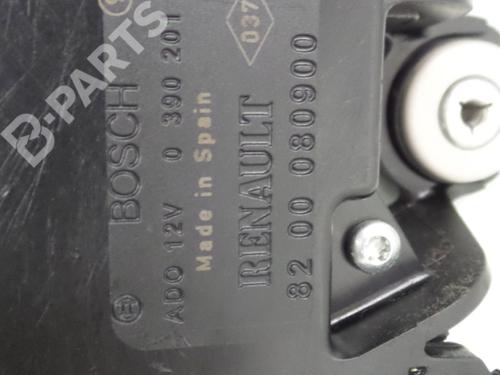 BOSCH
ADO 12V 0 390 201
Made in Spain
RENAULT 037
82 00 080900
B-PARTS